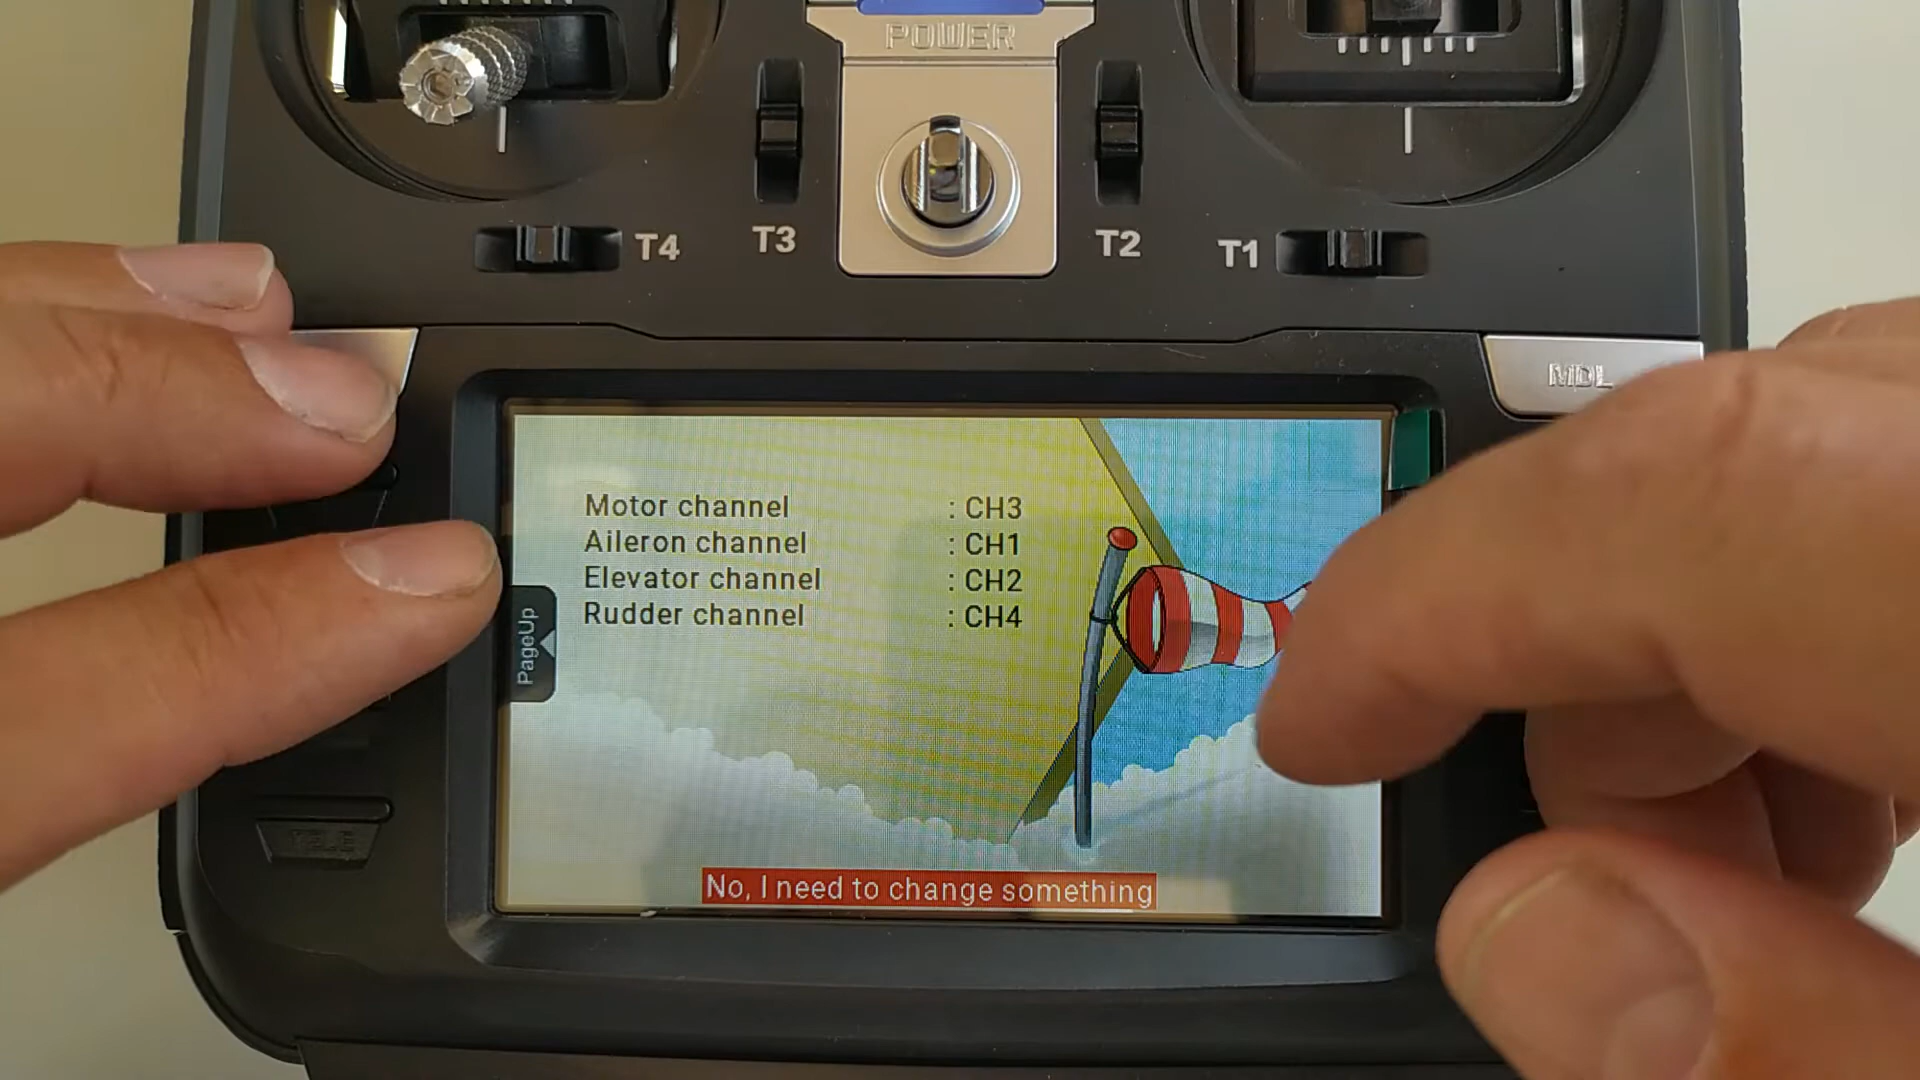 POWER
T4
T3
T2
T1
MDL
Motor channel : CH3
Aileron channel : CH1
Elevator channel : CH2
Rudder channel : CH4
PageUp
No, I need to change something